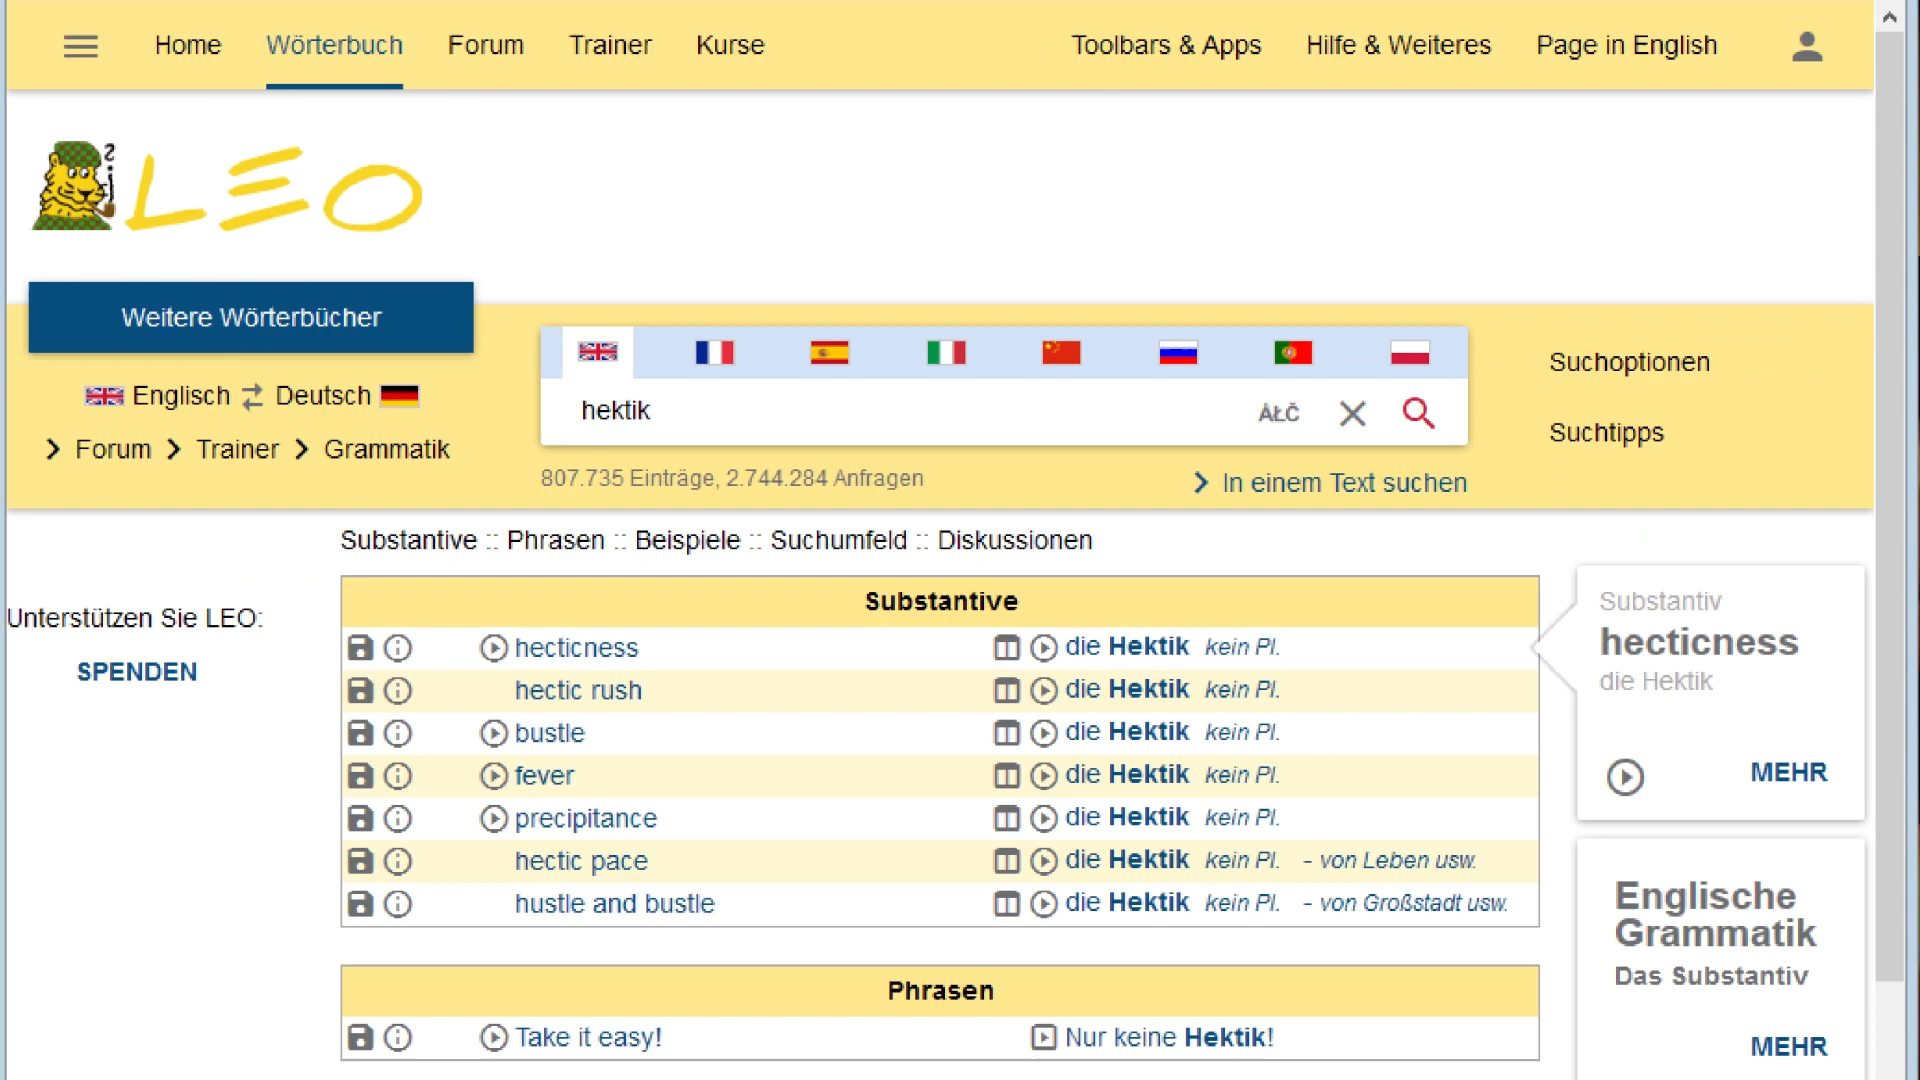 Home Wörterbuch Forum Trainer Kurse Toolbars & Apps Hilfe & Weiteres Page in English
LEO
Weitere Wörterbücher
Englisch Deutsch
Forum Trainer Grammatik
hektik ÁŁČ
807.735 Einträge, 2.744.284 Anfragen In einem Text suchen
Suchoptionen
Suchtipps
Substantive :: Phrasen :: Beispiele :: Suchumfeld :: Diskussionen
Unterstützen Sie LEO:
SPENDEN
Substantive
hecticness die Hektik kein Pl.
hectic rush die Hektik kein Pl.
bustle die Hektik kein Pl.
fever die Hektik kein Pl.
precipitance die Hektik kein Pl.
hectic pace die Hektik kein Pl. - von Leben usw.
hustle and bustle die Hektik kein Pl. - von Großstadt usw.
Phrasen
Take it easy! Nur keine Hektik!
Substantiv
hecticness
die Hektik
MEHR
Englische
Grammatik
Das Substantiv
MEHR